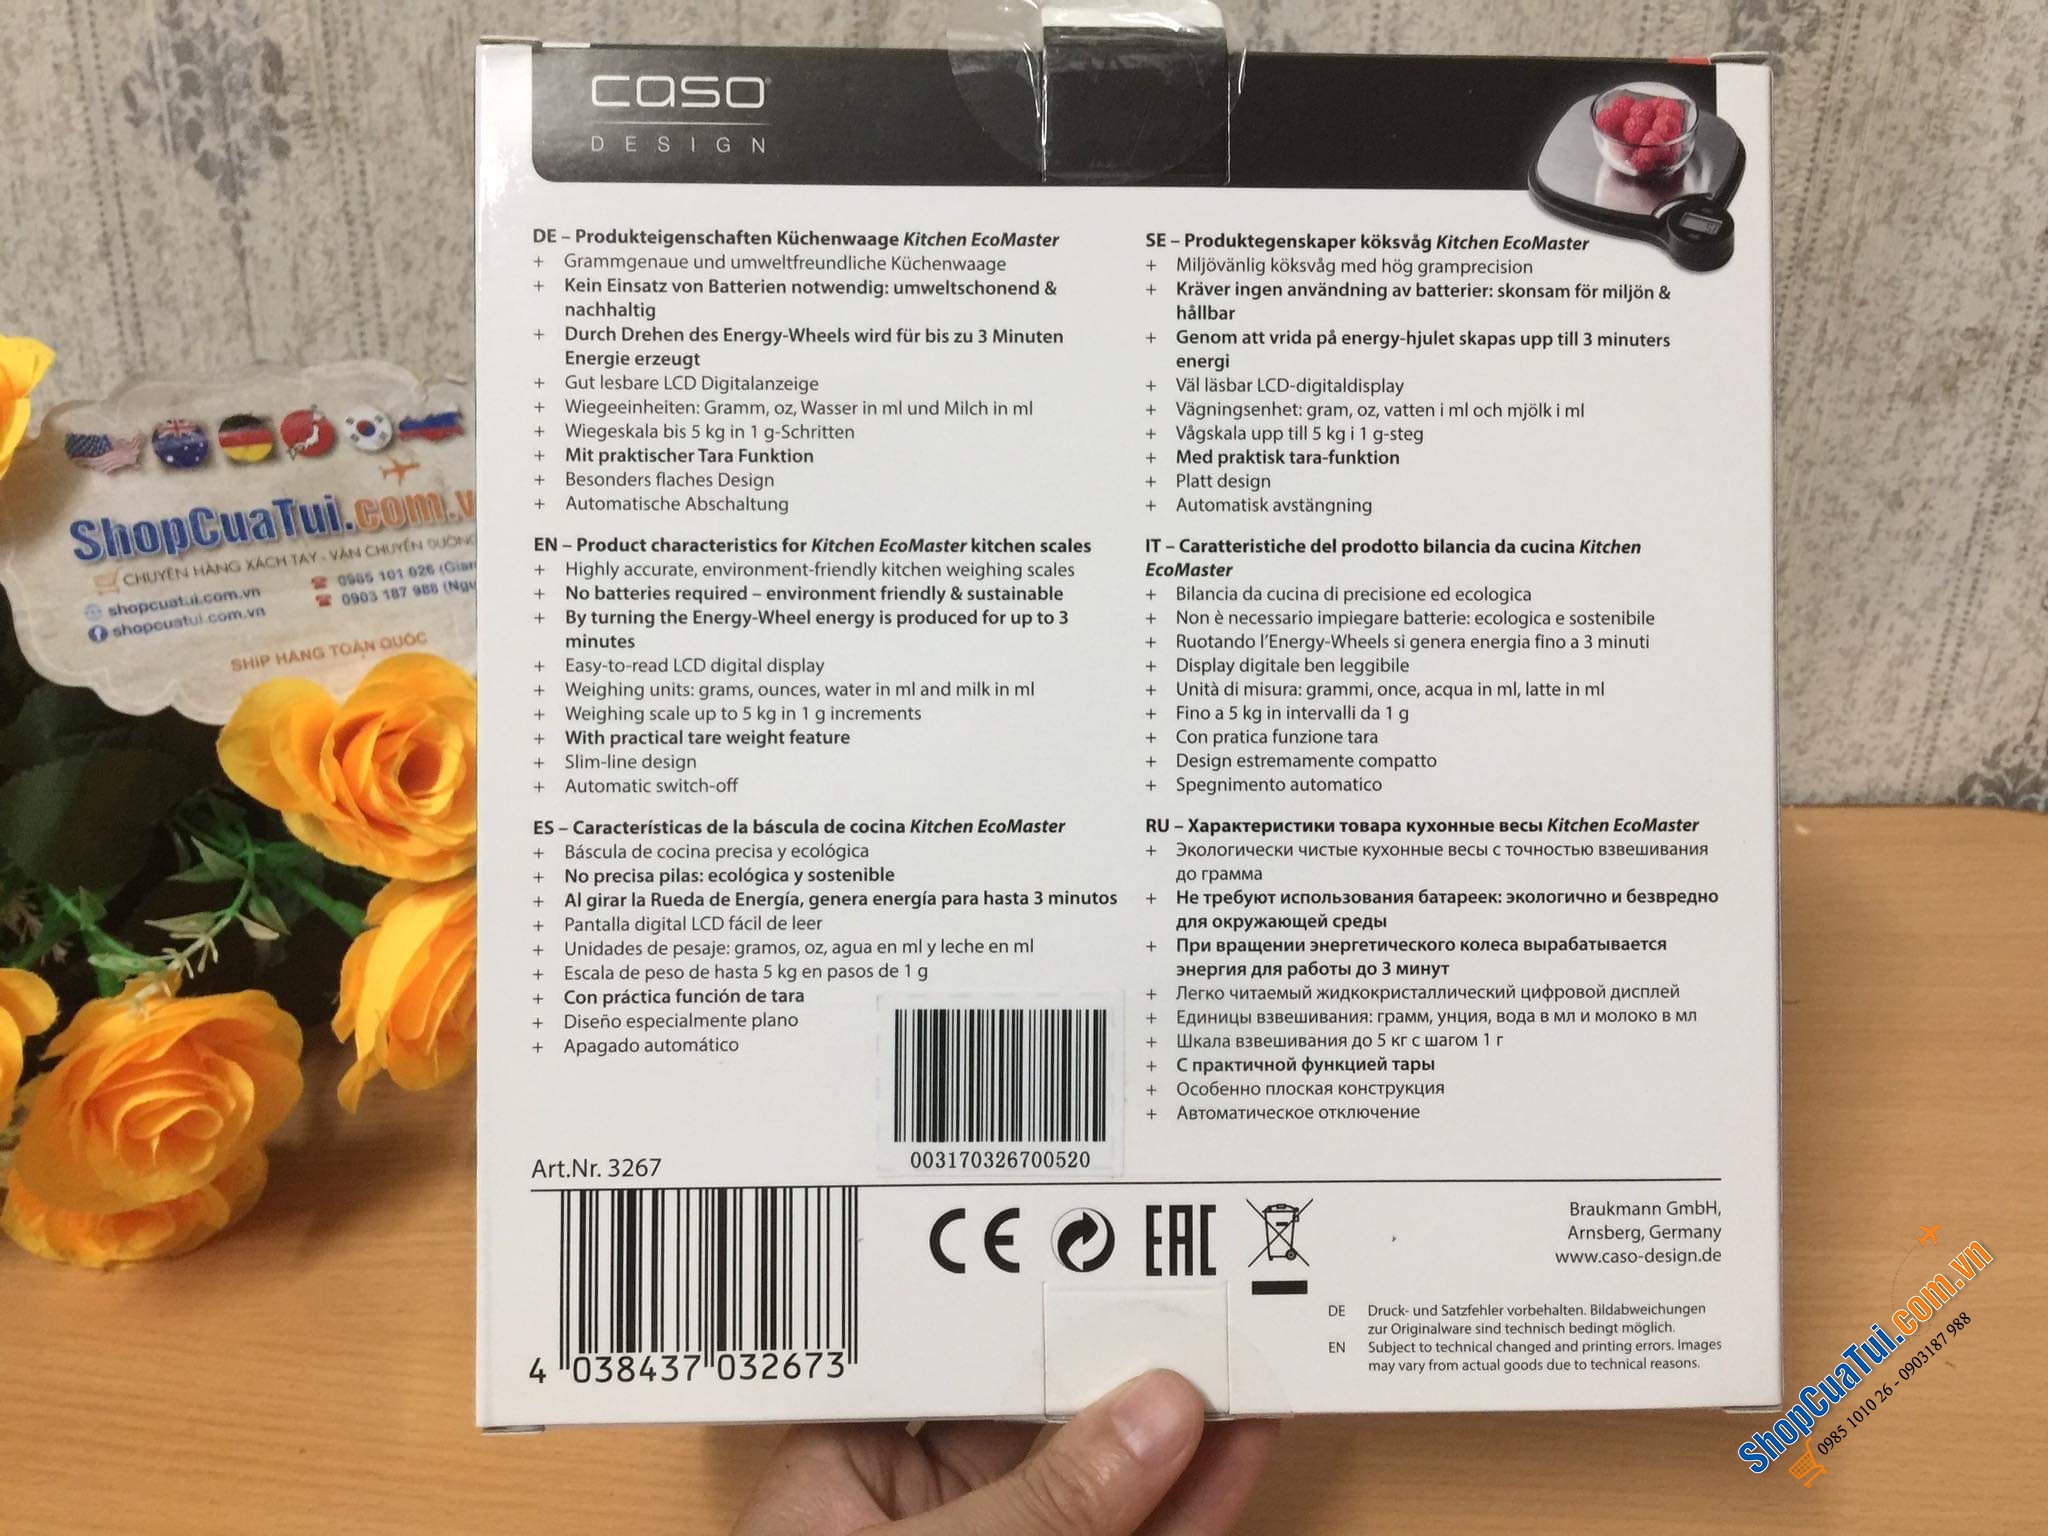 caso
DESIGN
DE – Produkteigenschaften Küchenwaage Kitchen EcoMaster
+ Grammgenaue und umweltfreundliche Küchenwaage
+ Kein Einsatz von Batterien notwendig: umweltschonend &
nachhaltig
+ Durch Drehen des Energy-Wheels wird für bis zu 3 Minuten
Energie erzeugt
+ Gut lesbare LCD Digitalanzeige
+ Wiegeeinheiten: Gramm, oz, Wasser in ml und Milch in ml
+ Wiegeskala bis 5 kg in 1 g-Schritten
+ Mit praktischer Tara Funktion
+ Besonders flaches Design
+ Automatische Abschaltung
EN – Product characteristics for Kitchen EcoMaster kitchen scales
+ Highly accurate, environment-friendly kitchen weighing scales
+ No batteries required – environment friendly & sustainable
+ By turning the Energy-Wheel energy is produced for up to 3
minutes
+ Easy-to-read LCD digital display
+ Weighing units: grams, ounces, water in ml and milk in ml
+ Weighing scale up to 5 kg in 1 g increments
+ With practical tare weight feature
+ Slim-line design
+ Automatic switch-off
ES – Características de la báscula de cocina Kitchen EcoMaster
+ Báscula de cocina precisa y ecológica
+ No precisa pilas: ecológica y sostenible
+ Al girar la Rueda de Energía, genera energía para hasta 3 minutos
+ Pantalla digital LCD fácil de leer
+ Unidades de pesaje: gramos, oz, agua en ml y leche en ml
+ Escala de peso de hasta 5 kg en pasos de 1 g
+ Con práctica función de tara
+ Diseño especialmente plano
+ Apagado automático
SE – Produktegenskaper köksvåg Kitchen EcoMaster
+ Miljövänlig köksvåg med hög gramprecision
+ Kräver ingen användning av batterier: skonsam för miljön &
hållbar
+ Genom att vrida på energy-hjulet skapas upp till 3 minuters
energi
+ Väl läsbar LCD-digitaldisplay
+ Vägningsenhet: gram, oz, vatten i ml och mjölk i ml
+ Vågskala upp till 5 kg i 1 g-steg
+ Med praktisk tara-funktion
+ Platt design
+ Automatisk avstängning
IT – Caratteristiche del prodotto bilancia da cucina Kitchen
EcoMaster
+ Bilancia da cucina di precisione ed ecologica
+ Non è necessario impiegare batterie: ecologica e sostenibile
+ Ruotando l'Energy-Wheels si genera energia fino a 3 minuti
+ Display digitale ben leggibile
+ Unità di misura: grammi, once, acqua in ml, latte in ml
+ Fino a 5 kg in intervalli da 1 g
+ Con pratica funzione tara
+ Design estremamente compatto
+ Spegnimento automatico
RU – Характеристики товара кухонные весы Kitchen EcoMaster
+ Экологически чистые кухонные весы с точностью взвешивания
до грамма
+ Не требуют использования батареек: экологично и безвредно
для окружающей среды
+ При вращении энергетического колеса вырабатывается
энергия для работы до 3 минут
+ Легко читаемый жидкокристаллический цифровой дисплей
+ Единицы взвешивания: грамм, унция, вода в мл и молоко в мл
+ Шкала взвешивания до 5 кг с шагом 1 г
+ С практичной функцией тары
+ Особенно плоская конструкция
+ Автоматическое отключение
003170326700520
Art.Nr. 3267
4 038437 032673
CE
EAC
Braukmann GmbH,
Arnsberg, Germany
www.caso-design.de
DE Druck- und Satzfehler vorbehalten. Bildabweichungen
zur Originalware sind technisch bedingt möglich.
EN Subject to technical changed and printing errors. Images
may vary from actual goods due to technical reasons.
ShopCuaTui.com.v
CHUYÊN HÀNG XÁCH TAY - VẬN CHUYỂN ĐƯỜNG
shopcuatui.com.vn
0985 101 026 (Gian
shopcuatui.com.vn
0903 187 988 (Ngu
SHIP HÀNG TOÀN QUỐC
ShopCuaTui.com.vn
0985 1010 26 - 0903187 988